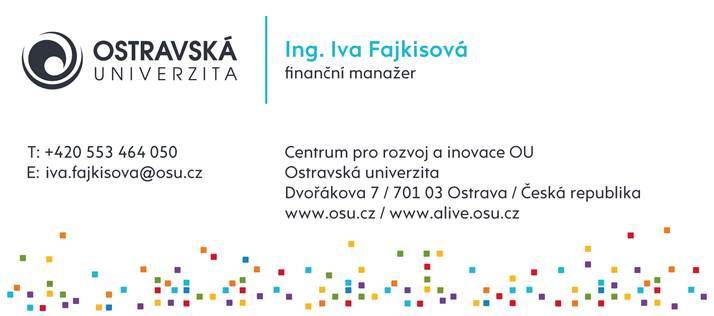 OSTRAVSKÁ
UNIVERZITA
Ing. Iva Fajkisová
finanční manažer
T: +420 553 464 050
E: iva.fajkisova@osu.cz
Centrum pro rozvoj a inovace OU
Ostravská univerzita
Dvořákova 7 / 701 03 Ostrava / Česká republika
www.osu.cz / www.alive.osu.cz